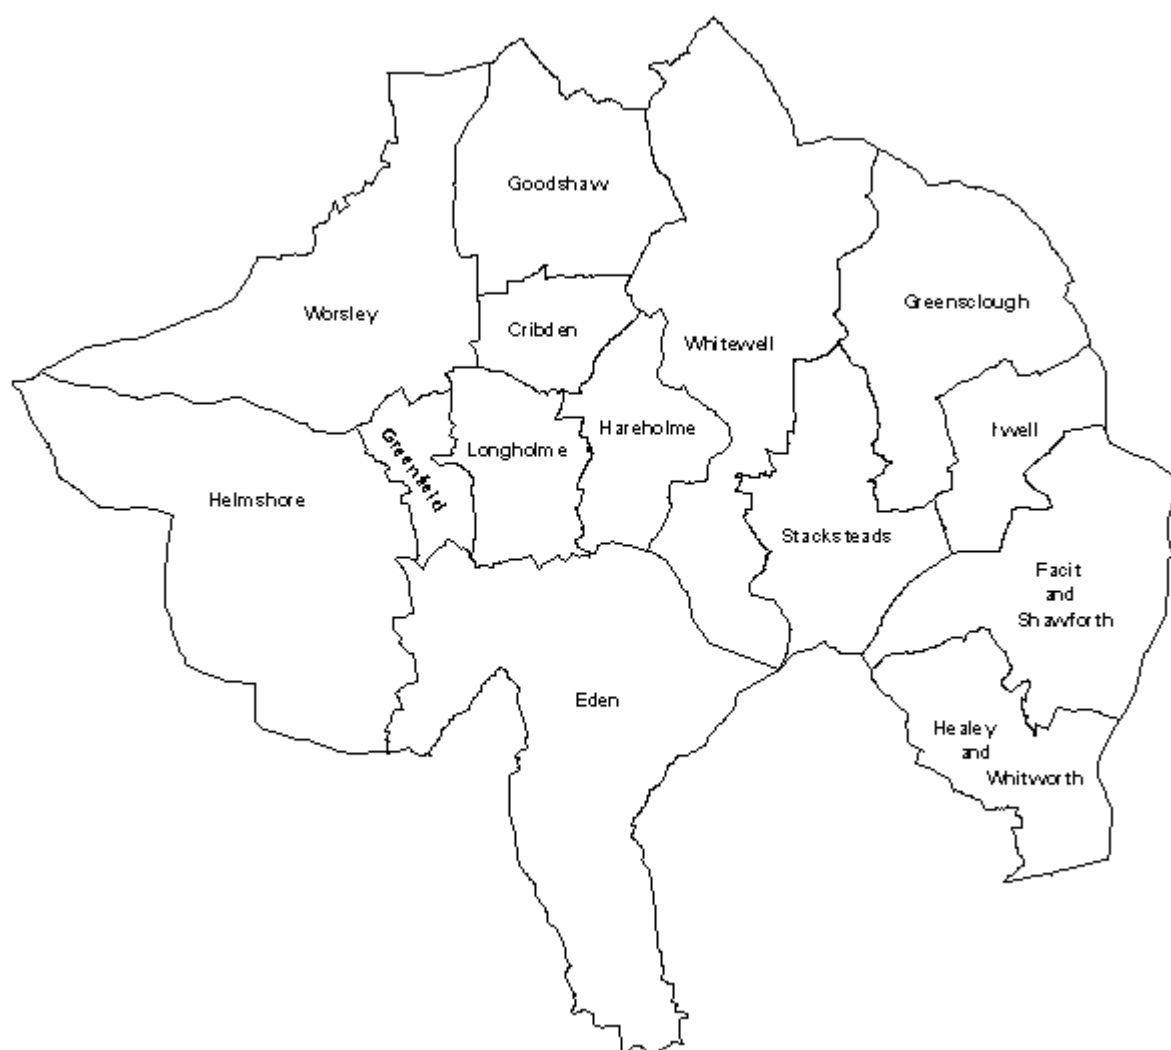 Goodshaw
Worsley
Cribden
Whitewell
Greensclough
Greenfield
Longholme
Hareholme
Irwell
Helmshore
Stacksteads
Facit
and
Shawforth
Eden
Healey
and
Whitworth